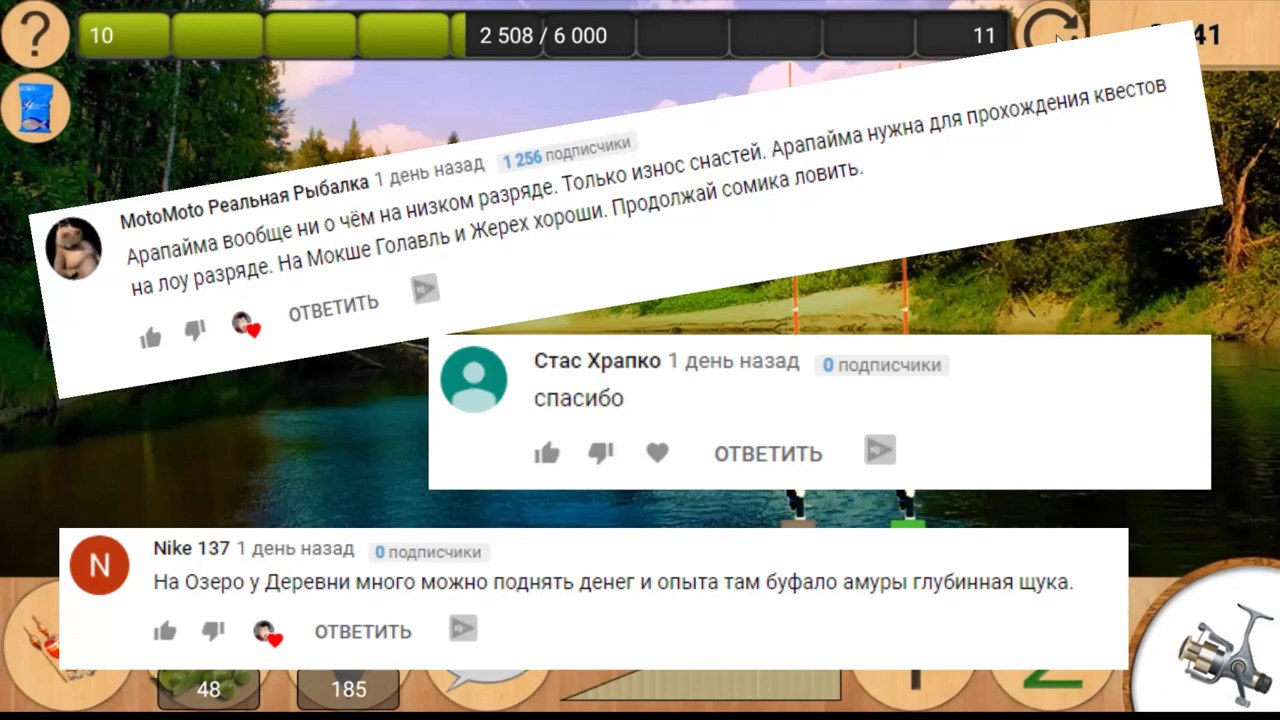 ?
10
2 508 / 6 000
11
41
MotoMoto Реальная Рыбалка 1 день назад 1 256 подписчики
Арапайма вообще ни о чём на низком разряде. Только износ снастей. Арапайма нужна для прохождения квестов
на лоу разряде. На Мокше Голавль и Жерех хороши. Продолжай сомика ловить.
ОТВЕТИТЬ
Стас Храпко 1 день назад 0 подписчики
спасибо
ОТВЕТИТЬ
N
Nike 137 1 день назад 0 подписчики
На Озеро у Деревни много можно поднять денег и опыта там буфало амуры глубинная щука.
ОТВЕТИТЬ
48
185